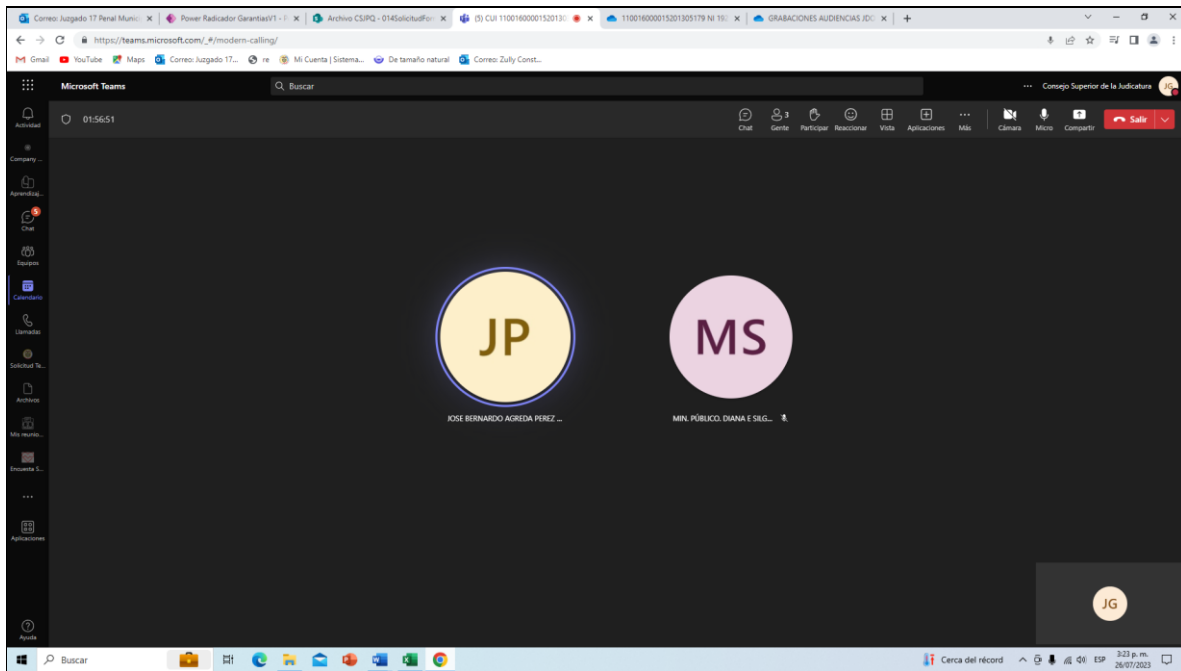 Correo: Juzgado 17 Penal Munic
Power Radicador GarantiasV1 - P
Archivo CSJPQ - 014SolicitudFor
(5) CUI 11001600001520130
110016000015201305179 NI 19
GRABACIONES AUDIENCIAS JDO
https://teams.microsoft.com/_#/modern-calling/
Gmail YouTube Maps Correo: Juzgado 17... re Mi Cuenta | Sistema... De tamaño natural Correo: Zully Const...
Microsoft Teams
Buscar
Consejo Superior de la Judicatura
JG
01:56:51
Chat
Gente 3
Participar
Reaccionar
Vista
Aplicaciones
Más
Cámara
Micro
Compartir
Salir
Actividad
Company ...
Aprendizaj...
5
Chat
Equipos
Calendario
Llamadas
Solicitud Te...
Archivos
Mis reunio...
Encuesta S...
Aplicaciones
Ayuda
JP
JOSE BERNARDO AGREDA PEREZ ...
MS
MIN. PÚBLICO. DIANA E SILG...
JG
Buscar
Cerca del récord
ESP
3:23 p. m.
26/07/2023